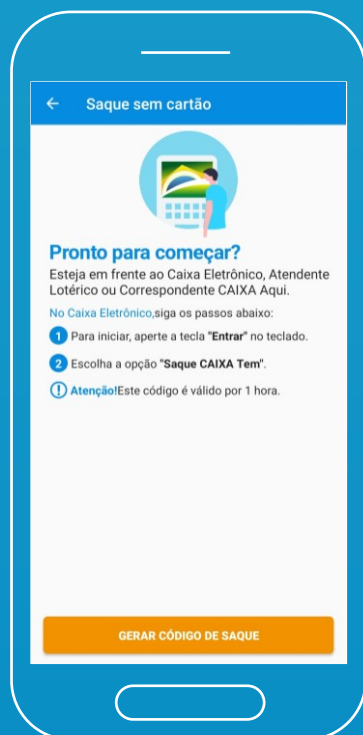 Saque sem cartão
Pronto para começar?
Esteja em frente ao Caixa Eletrônico, Atendente
Lotérico ou Correspondente CAIXA Aqui.
No Caixa Eletrônico,siga os passos abaixo:
1 Para iniciar, aperte a tecla "Entrar" no teclado.
2 Escolha a opção "Saque CAIXA Tem".
Atenção!Este código é válido por 1 hora.
GERAR CÓDIGO DE SAQUE